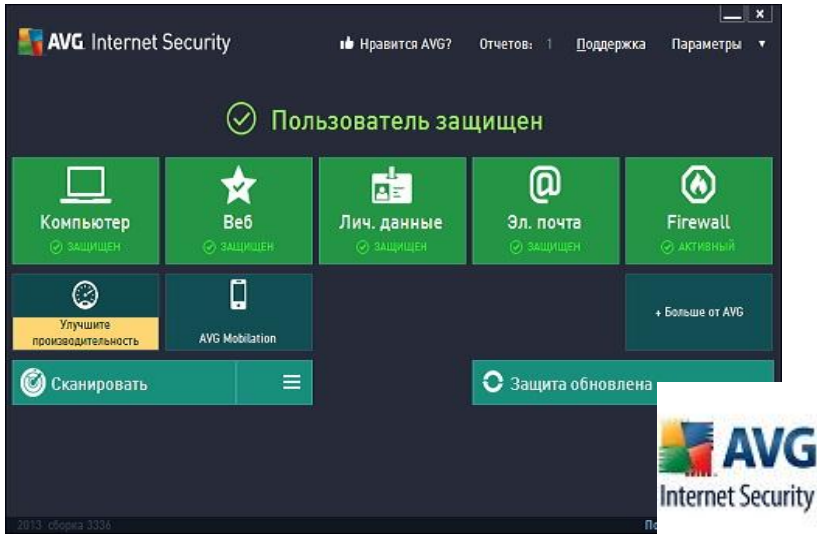 AVG Internet Security
Нравится AVG? Отчетов: 1 Поддержка Параметры
Пользователь защищен
Компьютер Веб Лич. данные Эл. почта Firewall
ЗАЩИЩЕН ЗАЩИЩЕН ЗАЩИЩЕН ЗАЩИЩЕН АКТИВНЫЙ
Улучшите
производительность AVG Mobilation + Больше от AVG
Сканировать Защита обновлена
AVG
Internet Security
2013 сборка 3336